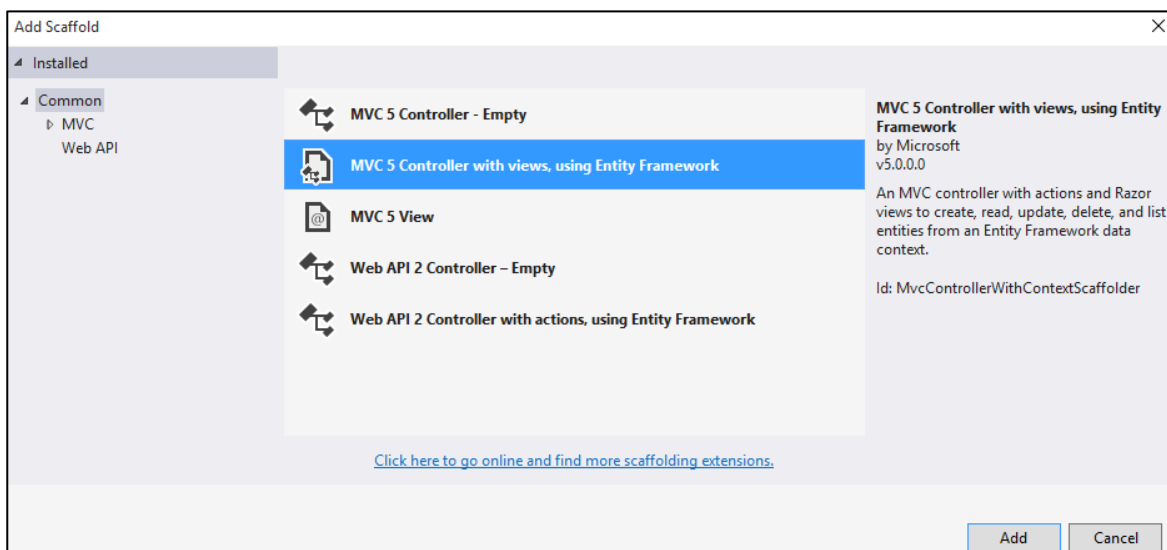 Add Scaffold
Installed
Common
MVC
Web API
MVC 5 Controller - Empty
MVC 5 Controller with views, using Entity Framework
MVC 5 View
Web API 2 Controller – Empty
Web API 2 Controller with actions, using Entity Framework
Click here to go online and find more scaffolding extensions.
MVC 5 Controller with views, using Entity
Framework
by Microsoft
v5.0.0.0
An MVC controller with actions and Razor
views to create, read, update, delete, and list
entities from an Entity Framework data
context.
Id: MvcControllerWithContextScaffolder
Add
Cancel